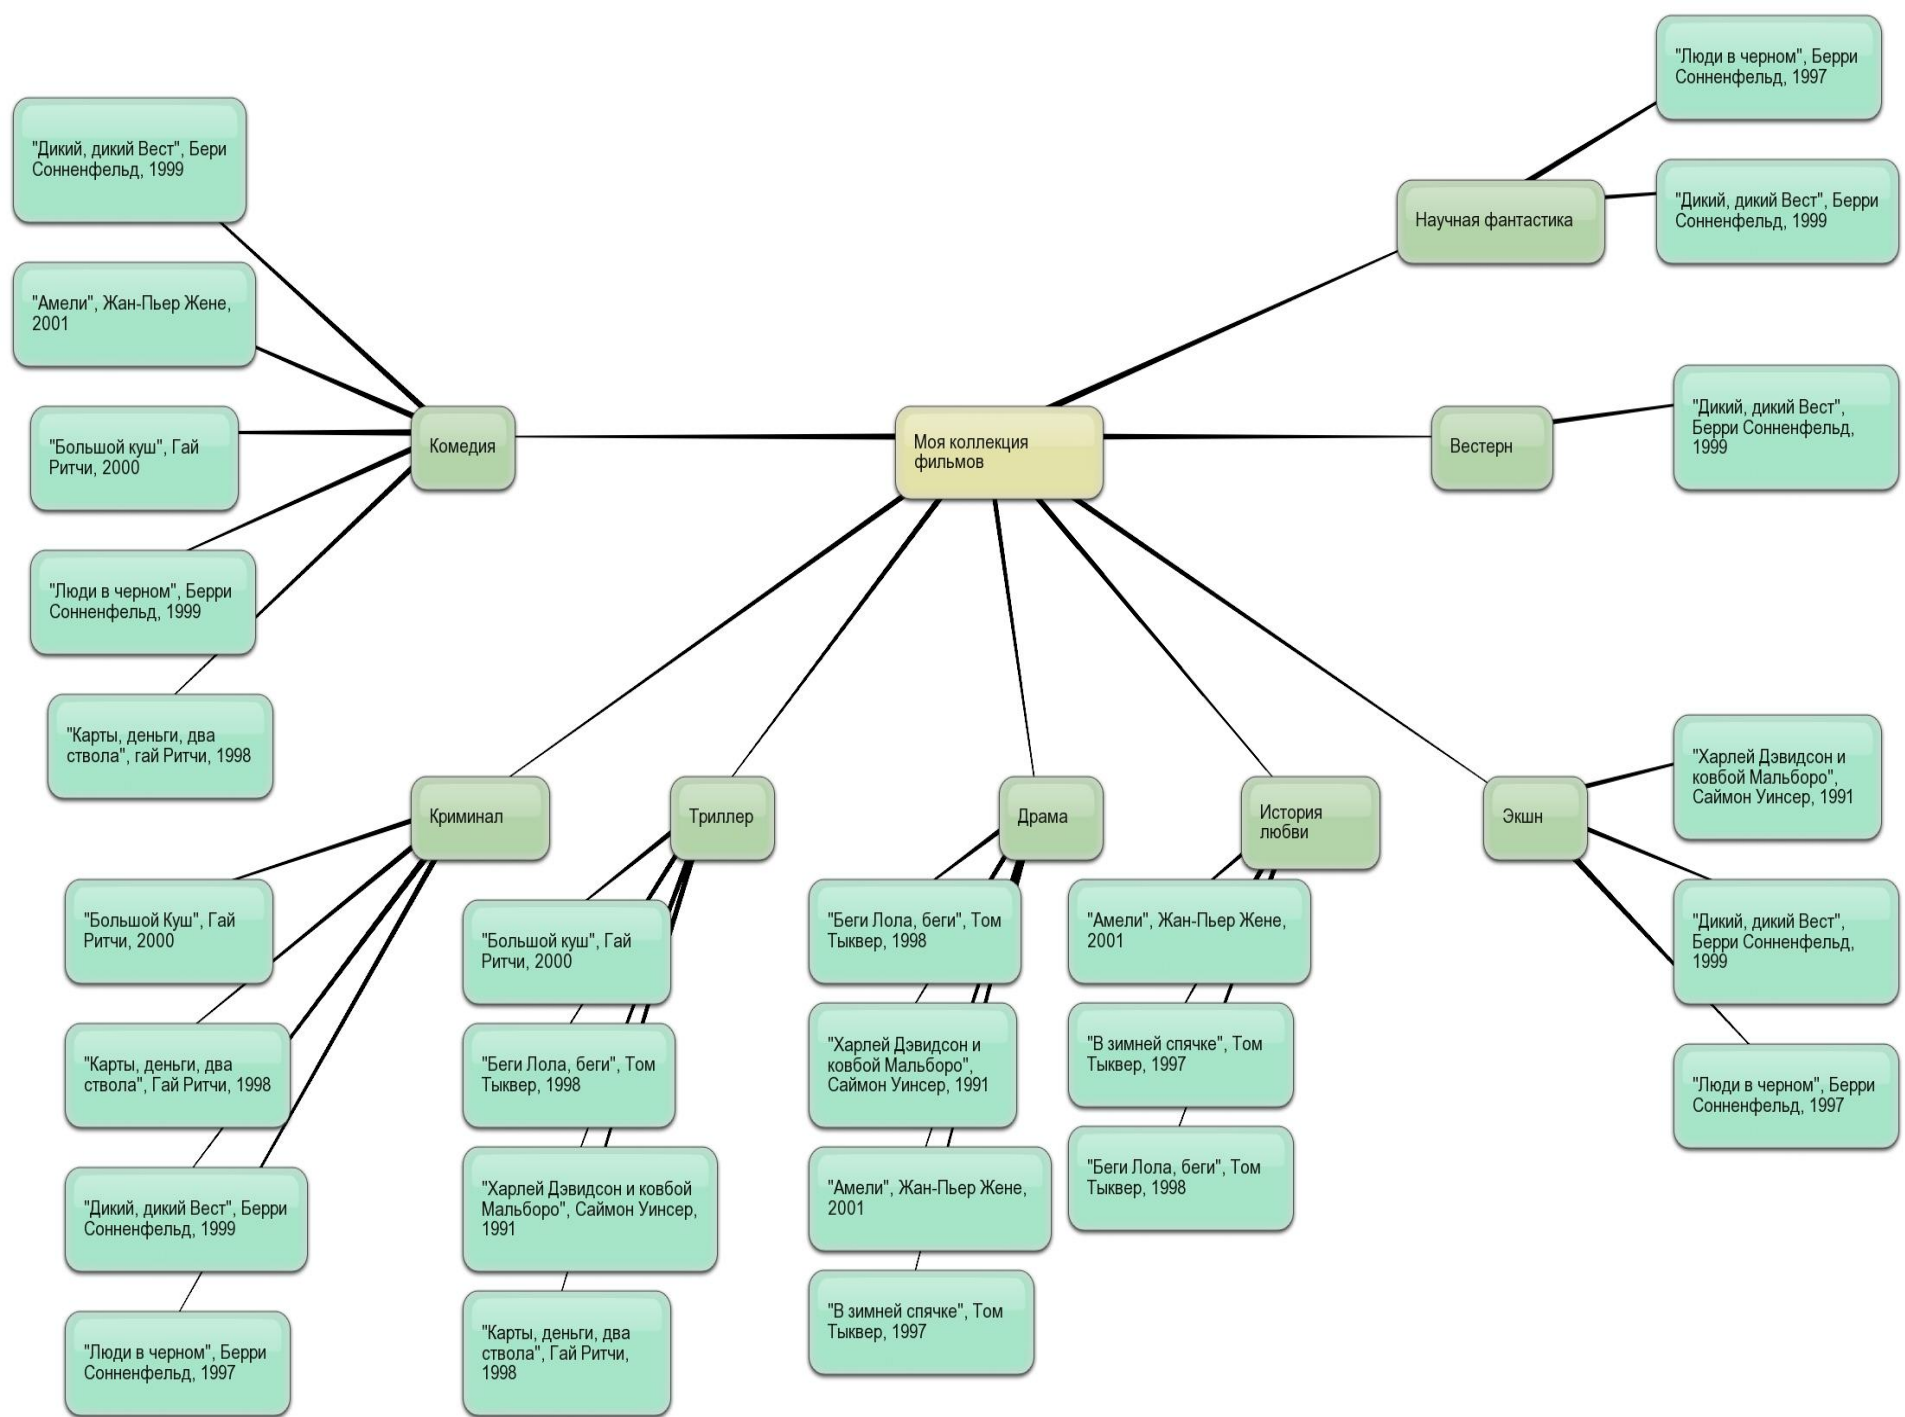 "Люди в черном", Берри
Сонненфельд, 1997
"Дикий, дикий Вест", Бери
Сонненфельд, 1999
"Дикий, дикий Вест", Берри
Сонненфельд, 1999
Научная фантастика
"Амели", Жан-Пьер Жене,
2001
"Дикий, дикий Вест",
Берри Сонненфельд,
1999
"Большой куш", Гай
Ритчи, 2000
Комедия
Моя коллекция
фильмов
Вестерн
"Люди в черном", Берри
Сонненфельд, 1999
"Карты, деньги, два
ствола", гай Ритчи, 1998
Криминал
Триллер
Драма
История
любви
Экшн
"Харлей Дэвидсон и
ковбой Мальборо",
Саймон Уинсер, 1991
"Дикий, дикий Вест",
Берри Сонненфельд,
1999
"Люди в черном", Берри
Сонненфельд, 1997
"Большой Куш", Гай
Ритчи, 2000
"Карты, деньги, два
ствола", Гай Ритчи, 1998
"Дикий, дикий Вест", Берри
Сонненфельд, 1999
"Люди в черном", Берри
Сонненфельд, 1997
"Большой куш", Гай
Ритчи, 2000
"Беги Лола, беги", Том
Тыквер, 1998
"Харлей Дэвидсон и ковбой
Мальборо", Саймон Уинсер,
1991
"Карты, деньги, два
ствола", Гай Ритчи,
1998
"Беги Лола, беги", Том
Тыквер, 1998
"Харлей Дэвидсон и
ковбой Мальборо",
Саймон Уинсер, 1991
"Амели", Жан-Пьер Жене,
2001
"В зимней спячке", Том
Тыквер, 1997
"Амели", Жан-Пьер Жене,
2001
"В зимней спячке", Том
Тыквер, 1997
"Беги Лола, беги", Том
Тыквер, 1998